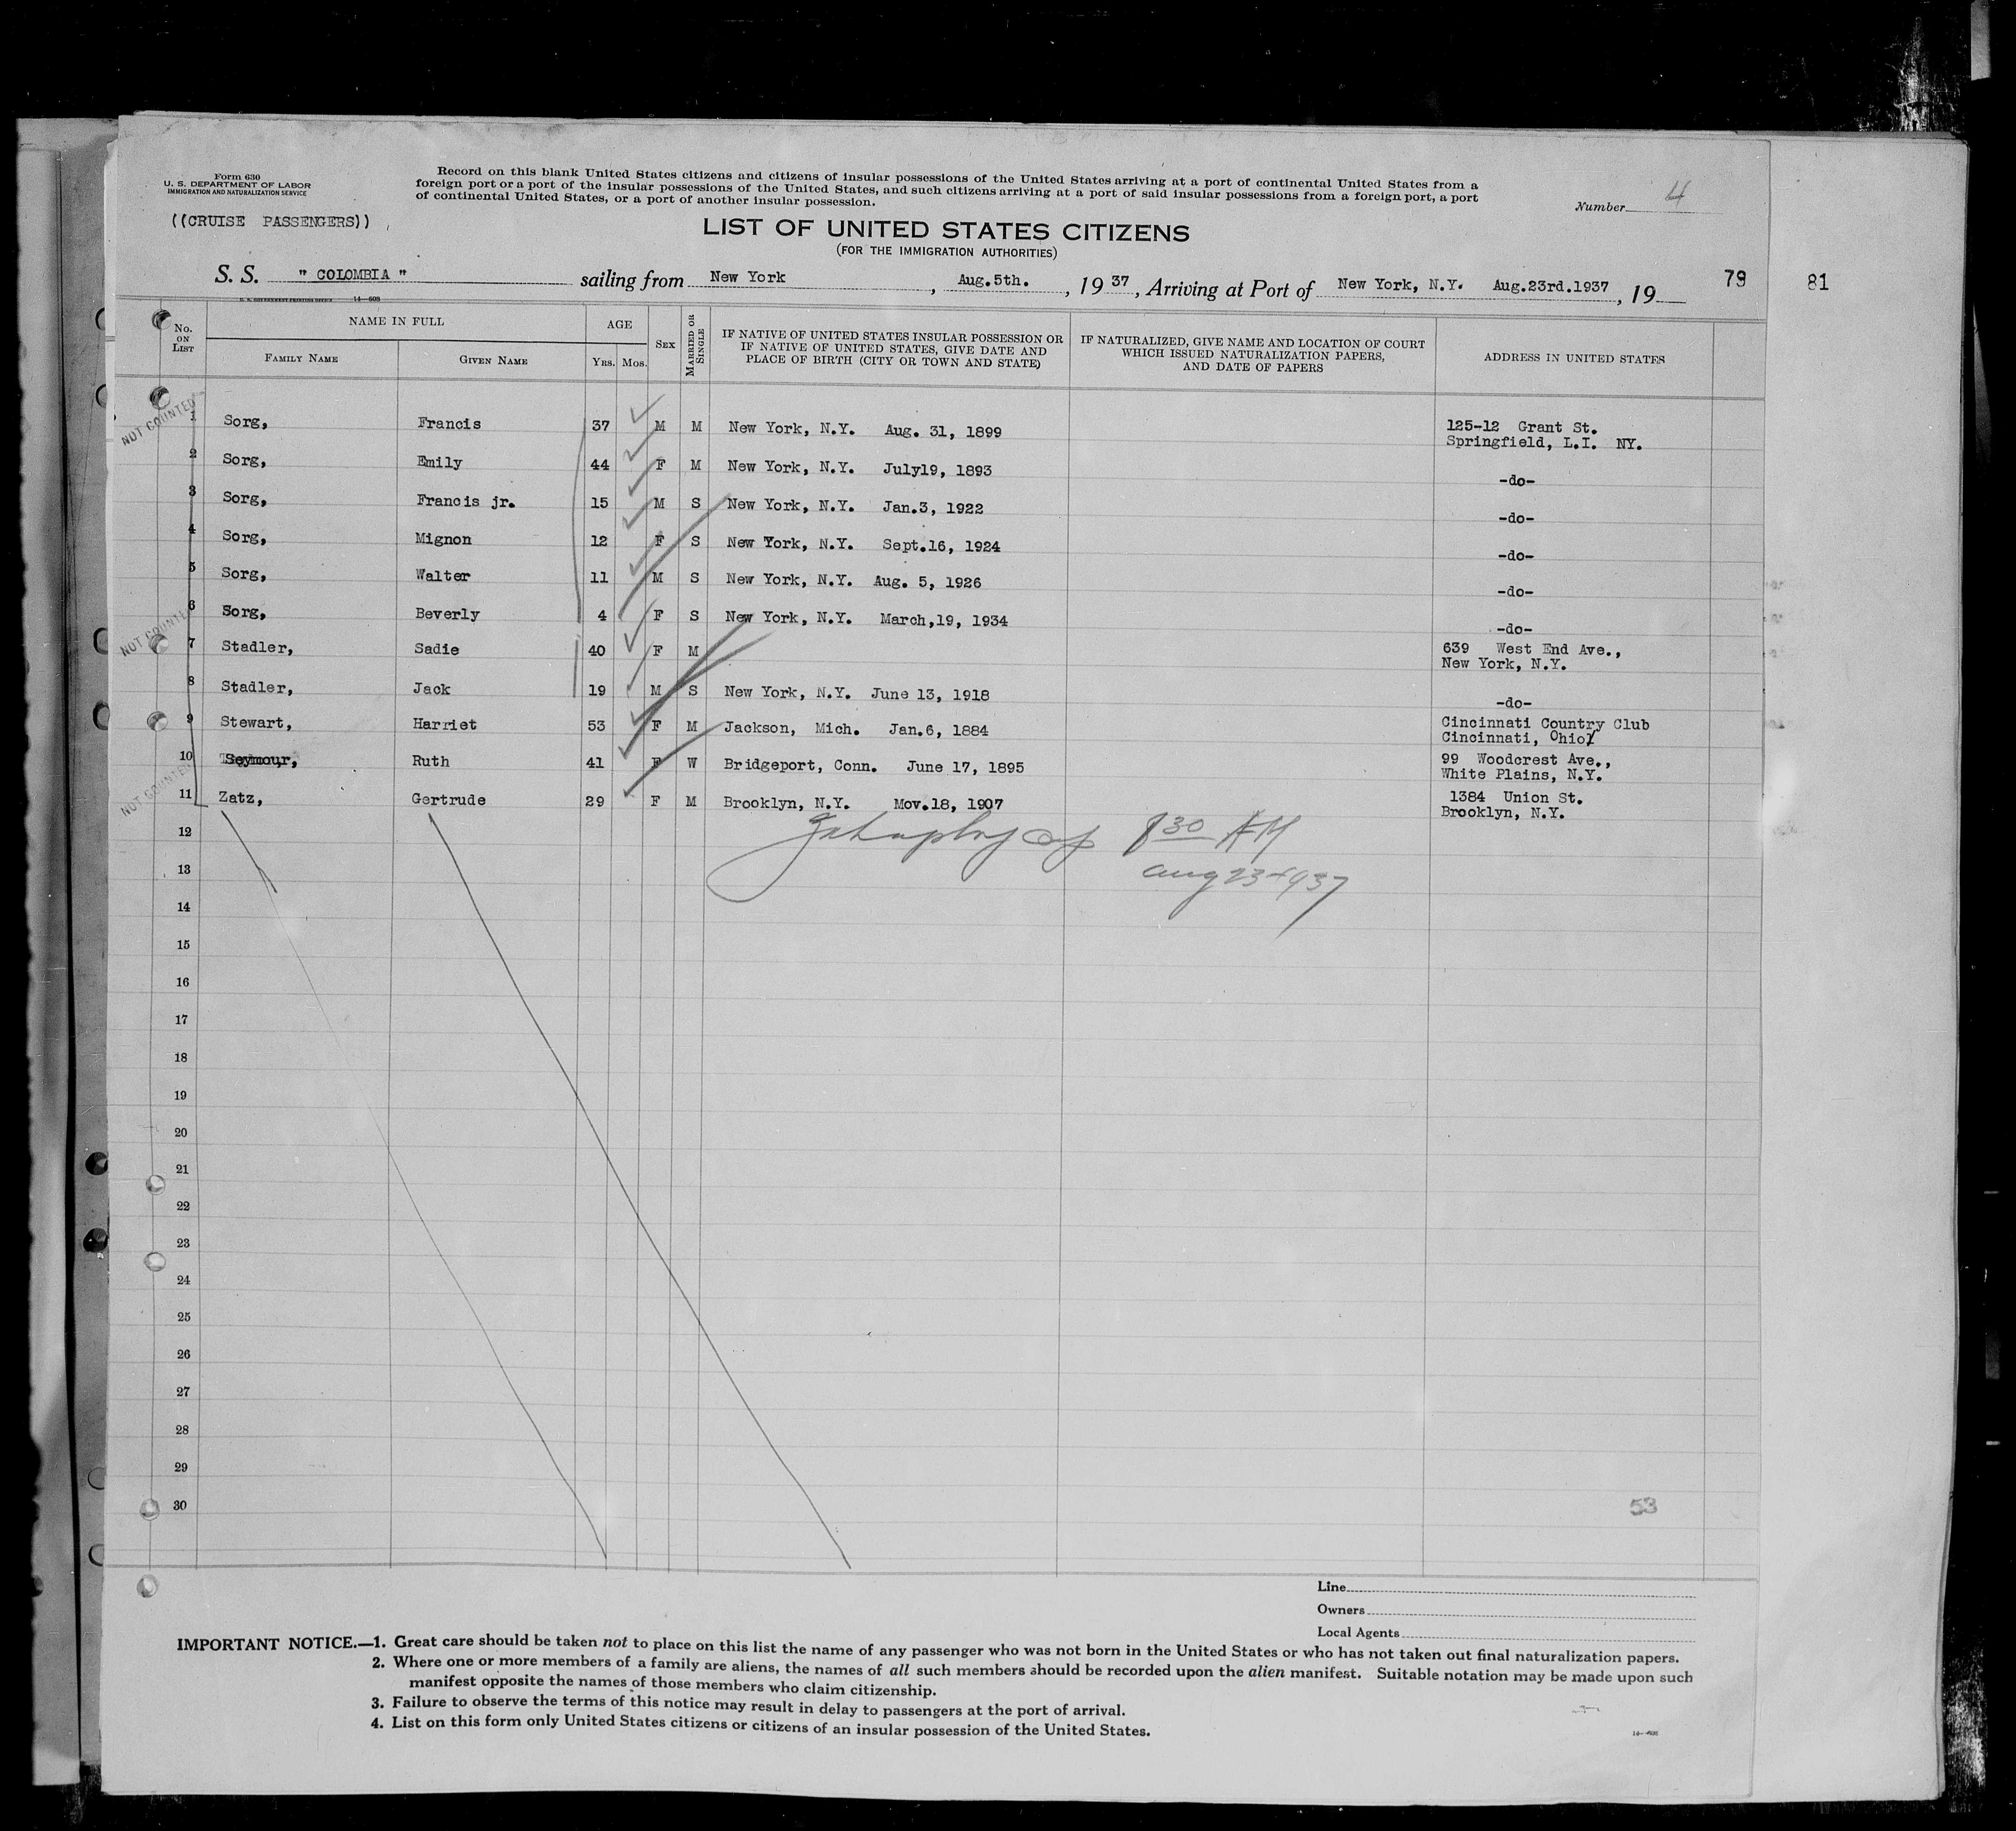 Form 630
U. S. DEPARTMENT OF LABOR
IMMIGRATION AND NATURALIZATION SERVICE
((CRUISE PASSENGERS))
Record on this blank United States citizens and citizens of insular possessions of the United States arriving at a port of continental United States from a
foreign port or a port of the insular possessions of the United States, and such citizens arriving at a port of said insular possessions from a foreign port, a port
of continental United States, or a port of another insular possession.
Number 4
LIST OF UNITED STATES CITIZENS
(FOR THE IMMIGRATION AUTHORITIES)
S. S. " COLOMBIA " sailing from New York, Aug.5th., 1937, Arriving at Port of New York, N.Y. Aug.23rd.1937, 19 79 81
U. S. GOVERNMENT PRINTING OFFICE 14—608
No. ON LIST NAME IN FULL FAMILY NAME GIVEN NAME AGE YRS. MOS. SEX MARRIED OR SINGLE IF NATIVE OF UNITED STATES INSULAR POSSESSION OR IF NATIVE OF UNITED STATES, GIVE DATE AND PLACE OF BIRTH (CITY OR TOWN AND STATE) IF NATURALIZED, GIVE NAME AND LOCATION OF COURT WHICH ISSUED NATURALIZATION PAPERS, AND DATE OF PAPERS ADDRESS IN UNITED STATES
NOT COUNTED
1 Sorg, Francis 37 M M New York, N.Y. Aug. 31, 1899 125-12 Grant St.
Springfield, L.I. NY.
2 Sorg, Emily 44 F M New York, N.Y. July19, 1893 -do-
3 Sorg, Francis jr. 15 M S New York, N.Y. Jan.3, 1922 -do-
4 Sorg, Mignon 12 F S New York, N.Y. Sept.16, 1924 -do-
5 Sorg, Walter 11 M S New York, N.Y. Aug. 5, 1926 -do-
6 Sorg, Beverly 4 F S New York, N.Y. March,19, 1934 -do-
NOT COUNTED
7 Stadler, Sadie 40 F M 639 West End Ave.,
New York, N.Y.
8 Stadler, Jack 19 M S New York, N.Y. June 13, 1918 -do-
9 Stewart, Harriet 53 F M Jackson, Mich. Jan.6, 1884 Cincinnati Country Club
Cincinnati, Ohio
10 Seymour, Ruth 41 F W Bridgeport, Conn. June 17, 1895 99 Woodcrest Ave.,
White Plains, N.Y.
NOT COUNTED
11 Zatz, Gertrude 29 F M Brooklyn, N.Y. Mov.18, 1907 1384 Union St.
Brooklyn, N.Y.
12 8 30 AM
13 Aug 23 1937
14
15
16
17
18
19
20
21
22
23
24
25
26
27
28
29
30 53
Line
Owners
Local Agents
IMPORTANT NOTICE.—1. Great care should be taken not to place on this list the name of any passenger who was not born in the United States or who has not taken out final naturalization papers.
2. Where one or more members of a family are aliens, the names of all such members should be recorded upon the alien manifest. Suitable notation may be made upon such
manifest opposite the names of those members who claim citizenship.
3. Failure to observe the terms of this notice may result in delay to passengers at the port of arrival.
4. List on this form only United States citizens or citizens of an insular possession of the United States.